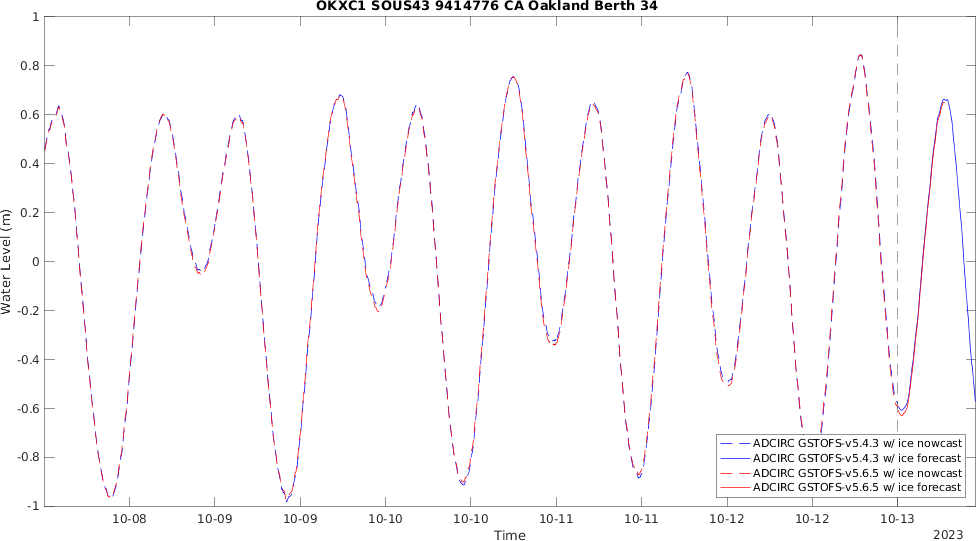 OKXC1 SOUS43 9414776 CA Oakland Berth 34
1
0.8
0.6
0.4
0.2
0
-0.2
-0.4
-0.6
-0.8
-1
Water Level (m)
ADCIRC GSTOFS-v5.4.3 w/ ice nowcast
ADCIRC GSTOFS-v5.4.3 w/ ice forecast
ADCIRC GSTOFS-v5.6.5 w/ ice nowcast
ADCIRC GSTOFS-v5.6.5 w/ ice forecast
10-08 10-09 10-09 10-10 10-10 10-11 10-11 10-12 10-12 10-13
Time
2023